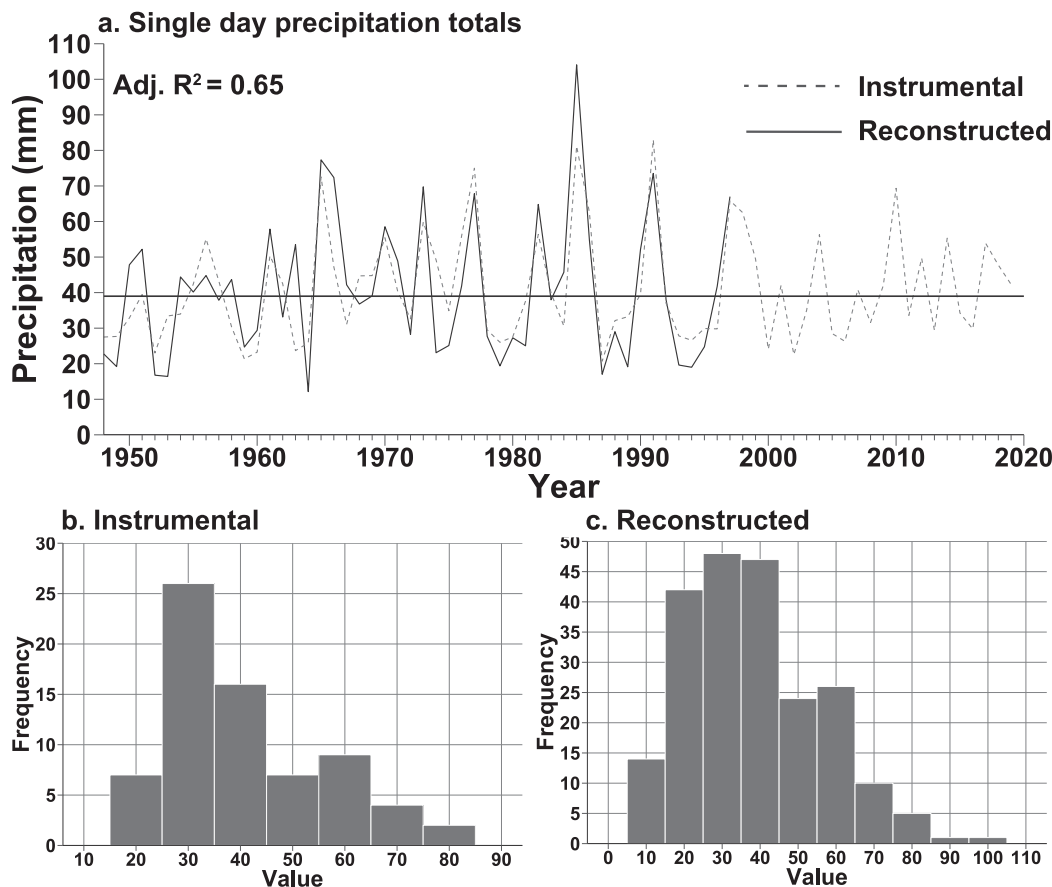 a. Single day precipitation totals
110
100
90
80
70
60
50
40
30
20
10
0
Precipitation (mm)
Adj. R² = 0.65
Instrumental
Reconstructed
1950 1960 1970 1980 1990 2000 2010 2020
Year
b. Instrumental
30
25
20
15
10
5
0
Frequency
10 20 30 40 50 60 70 80 90
Value
c. Reconstructed
50
45
40
35
30
25
20
15
10
5
0
Frequency
0 10 20 30 40 50 60 70 80 90 100 110
Value